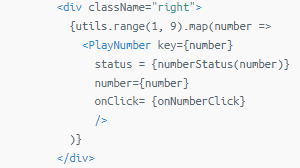 <div className="right">
{utils.range(1, 9).map(number =>
<PlayNumber key={number}
status = {numberStatus(number)}
number={number}
onClick= {onNumberClick}
/>
)}
</div>